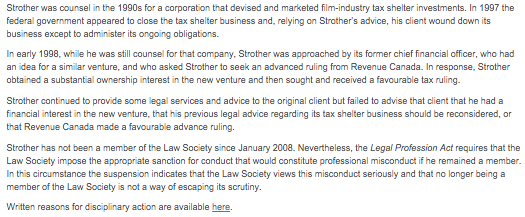 Strother was counsel in the 1990s for a corporation that devised and marketed film-industry tax shelter investments. In 1997 the
federal government appeared to close the tax shelter business and, relying on Strother's advice, his client wound down its
business except to administer its ongoing obligations.
In early 1998, while he was still counsel for that company, Strother was approached by its former chief financial officer, who had
an idea for a similar venture, and who asked Strother to seek an advanced ruling from Revenue Canada. In response, Strother
obtained a substantial ownership interest in the new venture and then sought and received a favourable tax ruling.
Strother continued to provide some legal services and advice to the original client but failed to advise that client that he had a
financial interest in the new venture, that his previous legal advice regarding its tax shelter business should be reconsidered, or
that Revenue Canada made a favourable advance ruling.
Strother has not been a member of the Law Society since January 2008. Nevertheless, the Legal Profession Act requires that the
Law Society impose the appropriate sanction for conduct that would constitute professional misconduct if he remained a member.
In this circumstance the suspension indicates that the Law Society views this misconduct seriously and that no longer being a
member of the Law Society is not a way of escaping its scrutiny.
Written reasons for disciplinary action are available here.